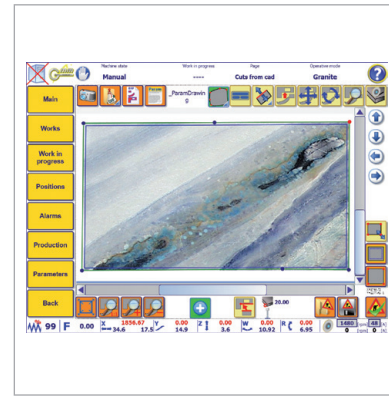 Machine state Work in progress Page Operative mode
Manual ---- Cuts from cad Granite
Main
_ParamDrawing
Works
Work in progress
Positions
Alarms
Production
Parameters
Back
20.00
99 F 0.00 X 1856.67 Y 0.00 Z 0.00 W 0.00 R 0.00 1480 48
34.6 17.5 14.9 3.6 10.92 6.95 0 0